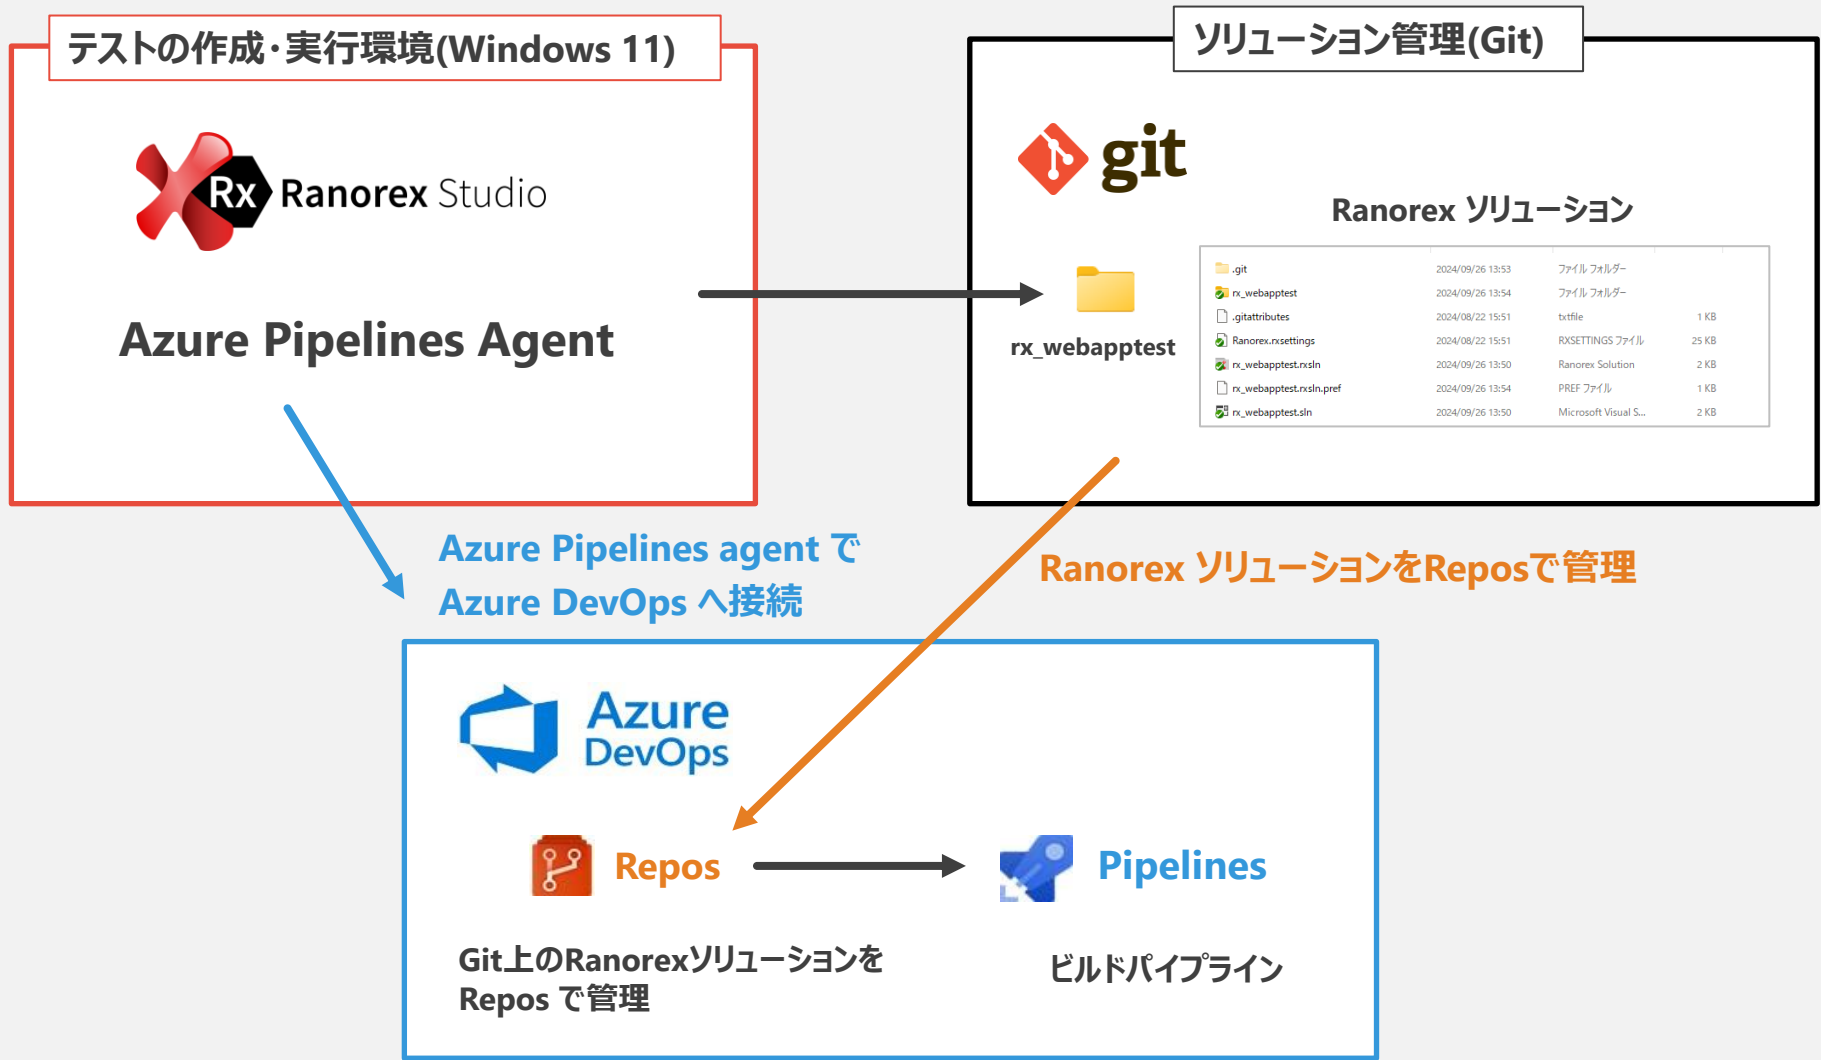 テストの作成・実行環境(Windows 11)
Rx Ranorex Studio
Azure Pipelines Agent
ソリューション管理(Git)
git
Ranorex ソリューション
rx_webapptest
.git 2024/09/26 13:53 ファイル フォルダー
rx_webapptest 2024/09/26 13:54 ファイル フォルダー
.gitattributes 2024/08/22 15:51 txtfile 1 KB
Ranorex.rxsettings 2024/08/22 15:51 RXSETTINGS ファイル 25 KB
rx_webapptest.rxsln 2024/09/26 13:50 Ranorex Solution 2 KB
rx_webapptest.rxsln.pref 2024/09/26 13:54 PREF ファイル 1 KB
rx_webapptest.sln 2024/09/26 13:50 Microsoft Visual S... 2 KB
Azure Pipelines agent で
Azure DevOps へ接続
Ranorex ソリューションをReposで管理
Azure
DevOps
Repos
Pipelines
Git上のRanorexソリューションを
Repos で管理
ビルドパイプライン